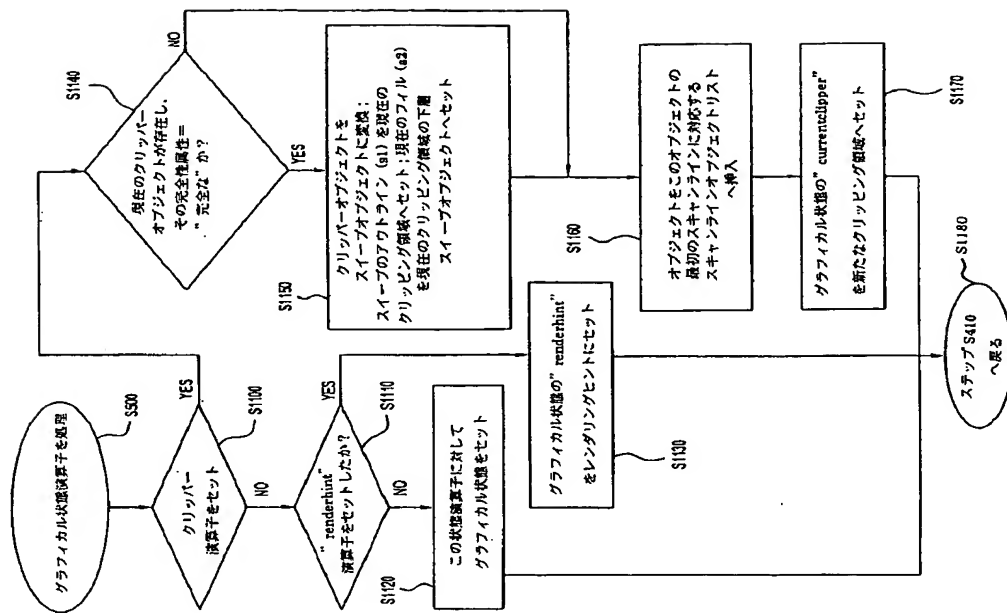 グラフィカル状態演算子を処理
S500
クリッパー
演算子をセット
S1100
YES
NO
" renderhint"
演算子をセットしたか？
S1110
YES
NO
この状態演算子に対して
グラフィカル状態をセット
S1120
グラフィカル状態の" renderhint"
をレンダリングヒントにセット
S1130
現在のクリッパー
オブジェクトが存在し、
その完全性属性=
"完全な"か？
S1140
NO
YES
クリッパーオブジェクトを
スイープオブジェクトに変換；
スイープのアウトライン (s1) を現在の
クリッピング領域へセット；現在のフィル (s2)
を現在のクリッピング領域の下層
スイープオブジェクトへセット
S1150
オブジェクトをこのオブジェクトの
最初のスキャンラインに対応する
スキャンラインオブジェクトリスト
へ挿入
S1160
グラフィカル状態の" currentclipper"
を新たなクリッピング領域へセット
S1170
ステップ S410
へ戻る
S1180